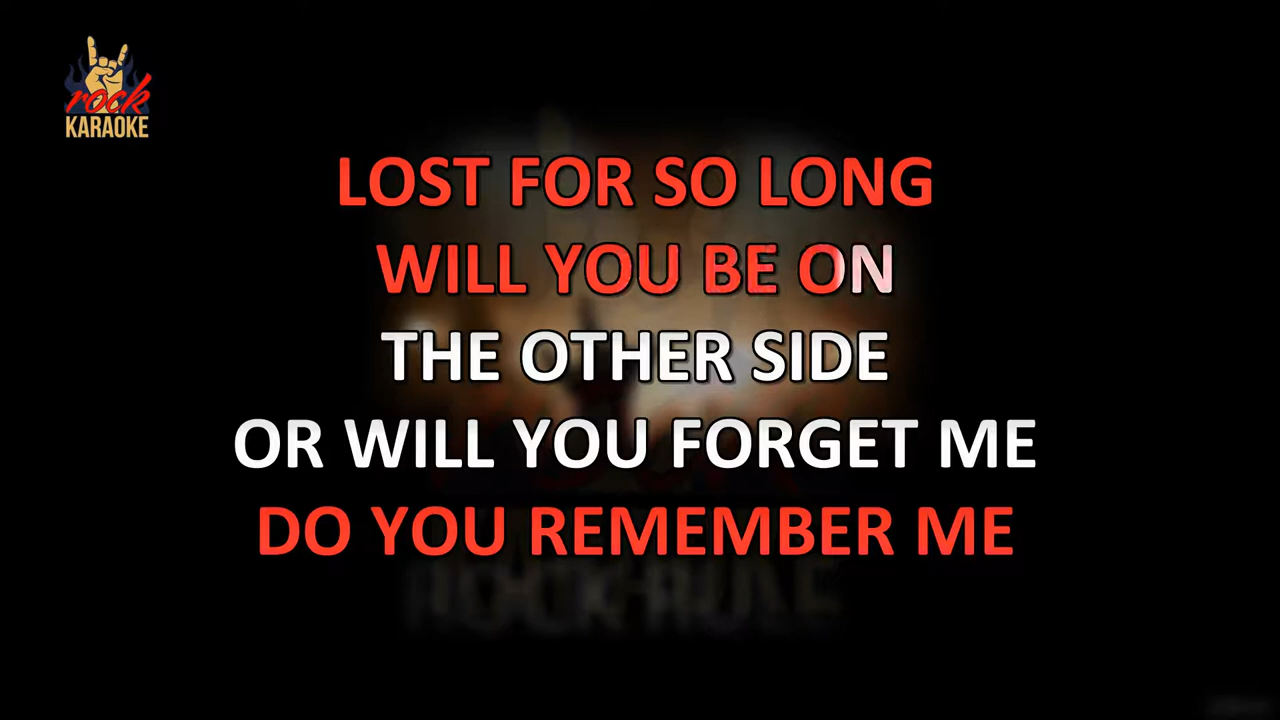 rock
KARAOKE
LOST FOR SO LONG
WILL YOU BE ON
THE OTHER SIDE
OR WILL YOU FORGET ME
DO YOU REMEMBER ME